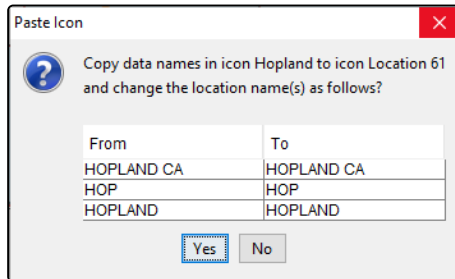 Paste Icon
Copy data names in icon Hopland to icon Location 61
and change the location name(s) as follows?
From To
HOPLAND CA HOPLAND CA
HOP HOP
HOPLAND HOPLAND
Yes No